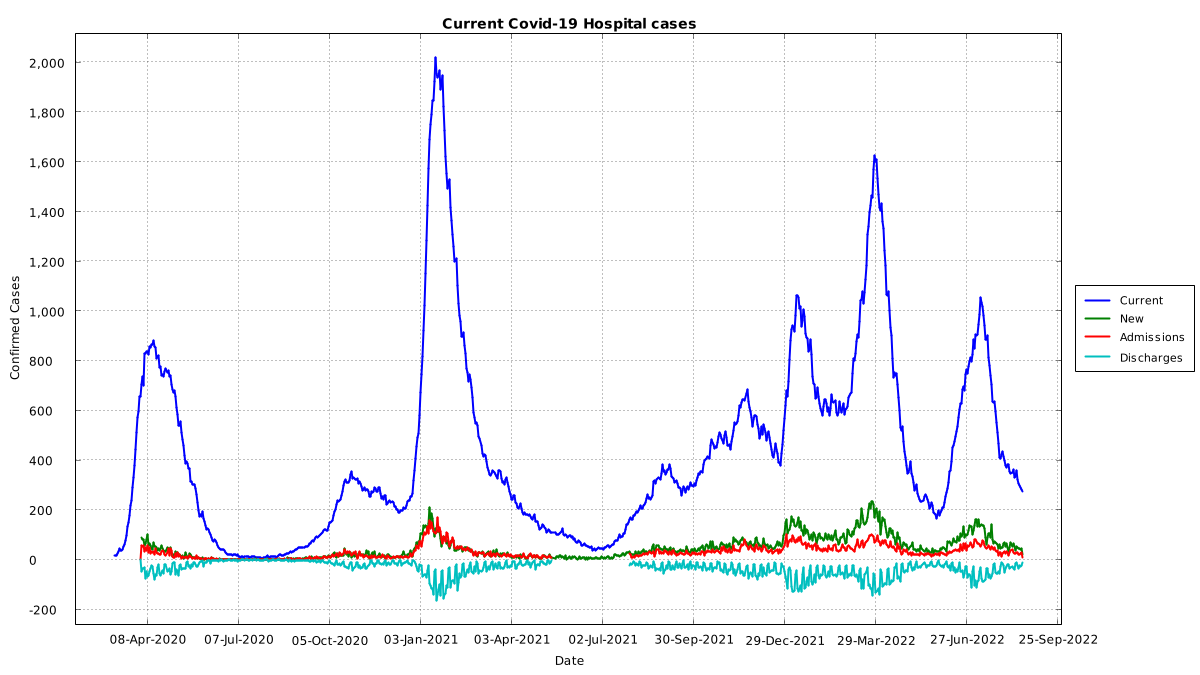 Current Covid-19 Hospital cases
2,000
1,800
1,600
1,400
1,200
1,000
800
600
400
200
0
-200
Confirmed Cases
08-Apr-2020 07-Jul-2020 05-Oct-2020 03-Jan-2021 03-Apr-2021 02-Jul-2021 30-Sep-2021 29-Dec-2021 29-Mar-2022 27-Jun-2022 25-Sep-2022
Date
Current
New
Admissions
Discharges